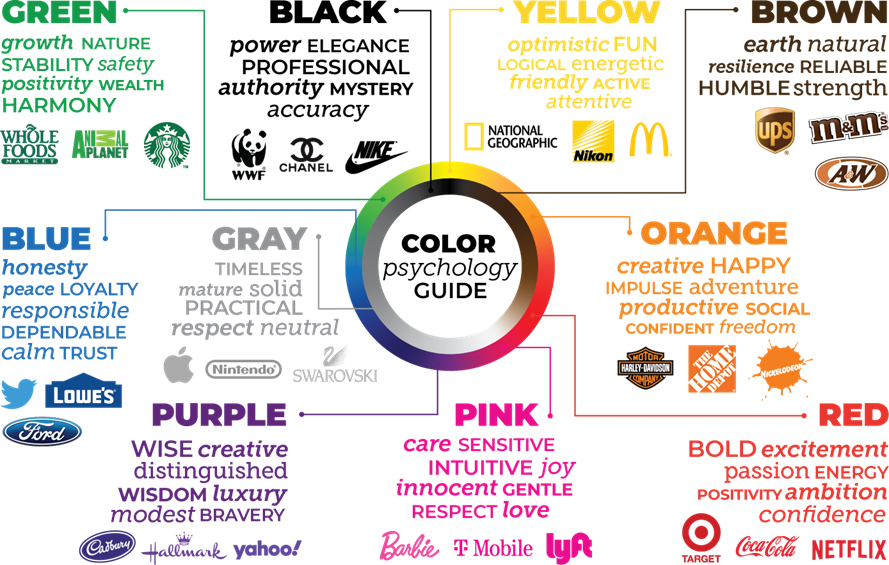 GREEN
growth NATURE
STABILITY safety
positivity WEALTH
HARMONY
WHOLE
FOODS
MARKET
ANIMAL
PLANET
BLACK
power ELEGANCE
PROFESSIONAL
authority MYSTERY
accuracy
WWF
CHANEL
NIKE
YELLOW
optimistic FUN
LOGICAL energetic
friendly ACTIVE
attentive
NATIONAL
GEOGRAPHIC
Nikon
BROWN
earth natural
resilience RELIABLE
HUMBLE strength
ups
m&m's
A&W
BLUE
honesty
peace LOYALTY
responsible
DEPENDABLE
calm TRUST
LOWE'S
Ford
GRAY
TIMELESS
mature solid
PRACTICAL
respect neutral
Nintendo
SWAROVSKI
COLOR
psychology
GUIDE
ORANGE
creative HAPPY
IMPULSE adventure
productive SOCIAL
CONFIDENT freedom
MOTOR
HARLEY-DAVIDSON
COMPANY
THE
HOME
DEPOT
NICKELODEON
PURPLE
WISE creative
distinguished
WISDOM luxury
modest BRAVERY
Cadbury
Hallmark
yahoo!
PINK
care SENSITIVE
INTUITIVE joy
innocent GENTLE
RESPECT love
Barbie
T Mobile
lyft
RED
BOLD excitement
passion ENERGY
POSITIVITY ambition
confidence
TARGET
Coca-Cola
NETFLIX